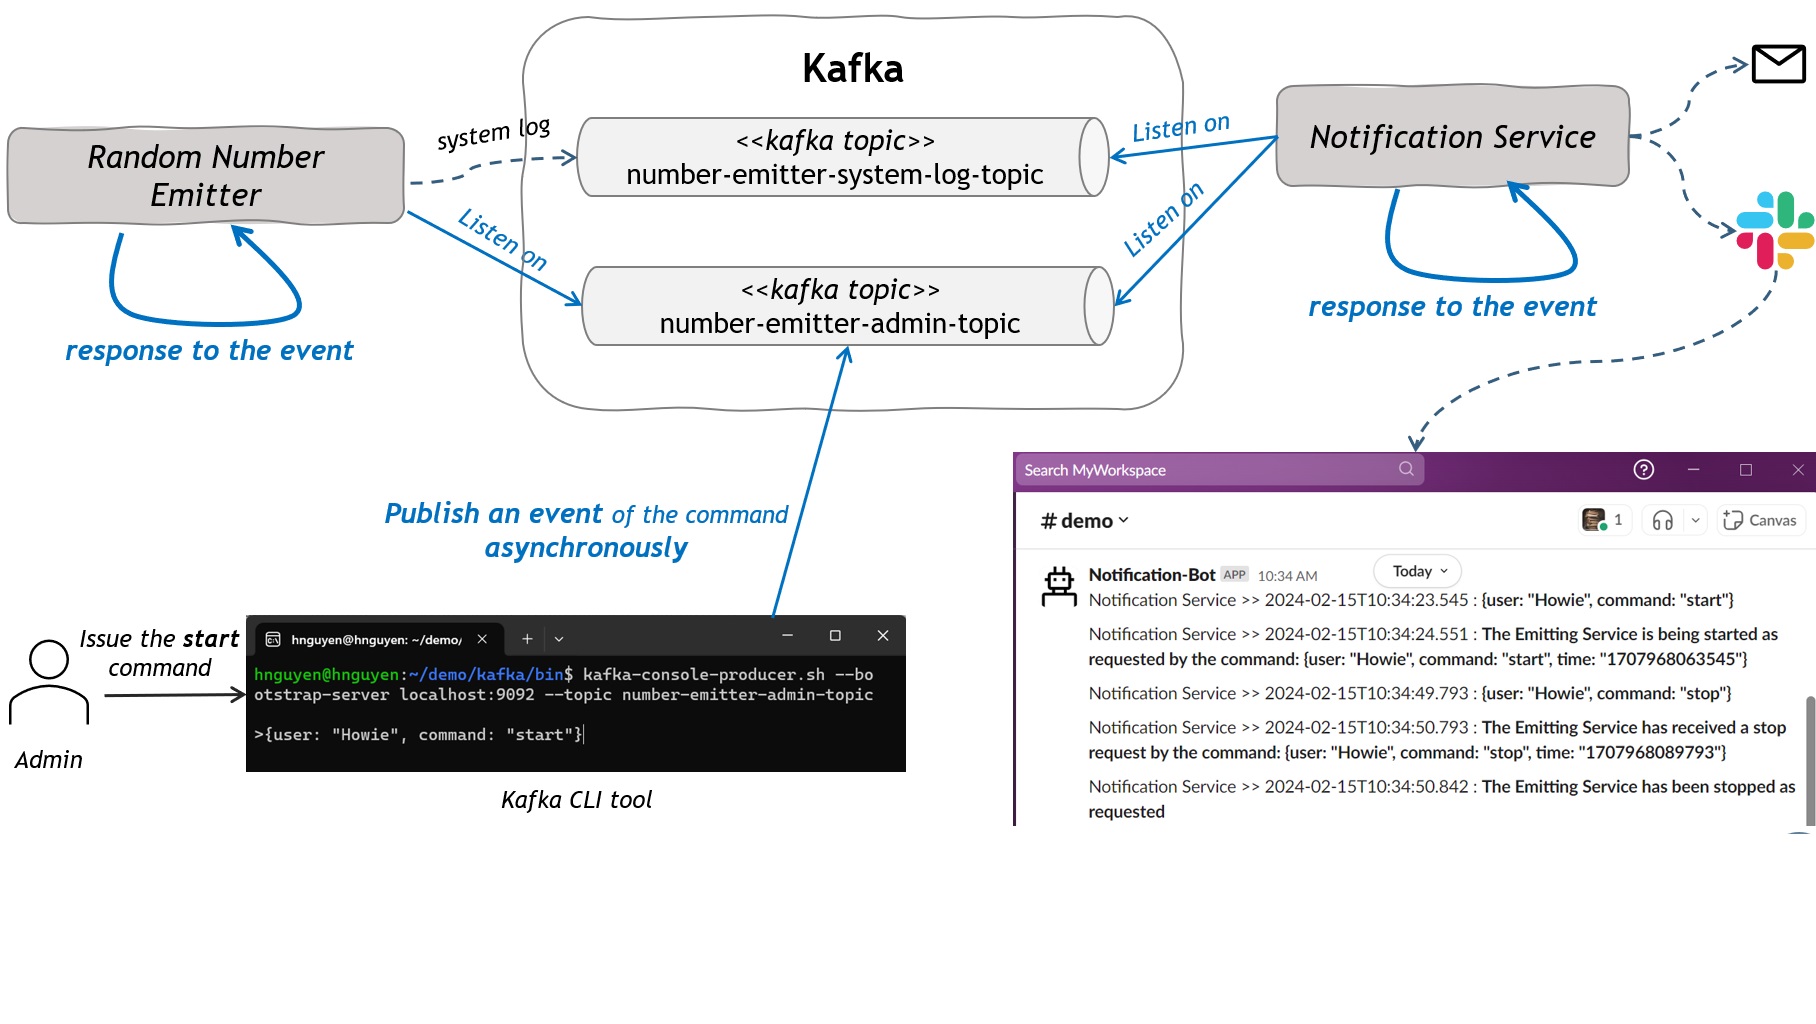 Kafka
Random Number
Emitter
system log
<<kafka topic>>
number-emitter-system-log-topic
Listen on
Notification Service
Listen on
Listen on
<<kafka topic>>
number-emitter-admin-topic
response to the event
response to the event
Publish an event of the command
asynchronously
Issue the start
command
Admin
hnguyen@hnguyen: ~/demo/
hnguyen@hnguyen:~/demo/kafka/bin$ kafka-console-producer.sh --bo
otstrap-server localhost:9092 --topic number-emitter-admin-topic
>{user: "Howie", command: "start"}
Kafka CLI tool
Search MyWorkspace
# demo
1
Canvas
Today
Notification-Bot APP 10:34 AM
Notification Service >> 2024-02-15T10:34:23.545 : {user: "Howie", command: "start"}
Notification Service >> 2024-02-15T10:34:24.551 : The Emitting Service is being started as
requested by the command: {user: "Howie", command: "start", time: "1707968063545"}
Notification Service >> 2024-02-15T10:34:49.793 : {user: "Howie", command: "stop"}
Notification Service >> 2024-02-15T10:34:50.793 : The Emitting Service has received a stop
request by the command: {user: "Howie", command: "stop", time: "1707968089793"}
Notification Service >> 2024-02-15T10:34:50.842 : The Emitting Service has been stopped as
requested